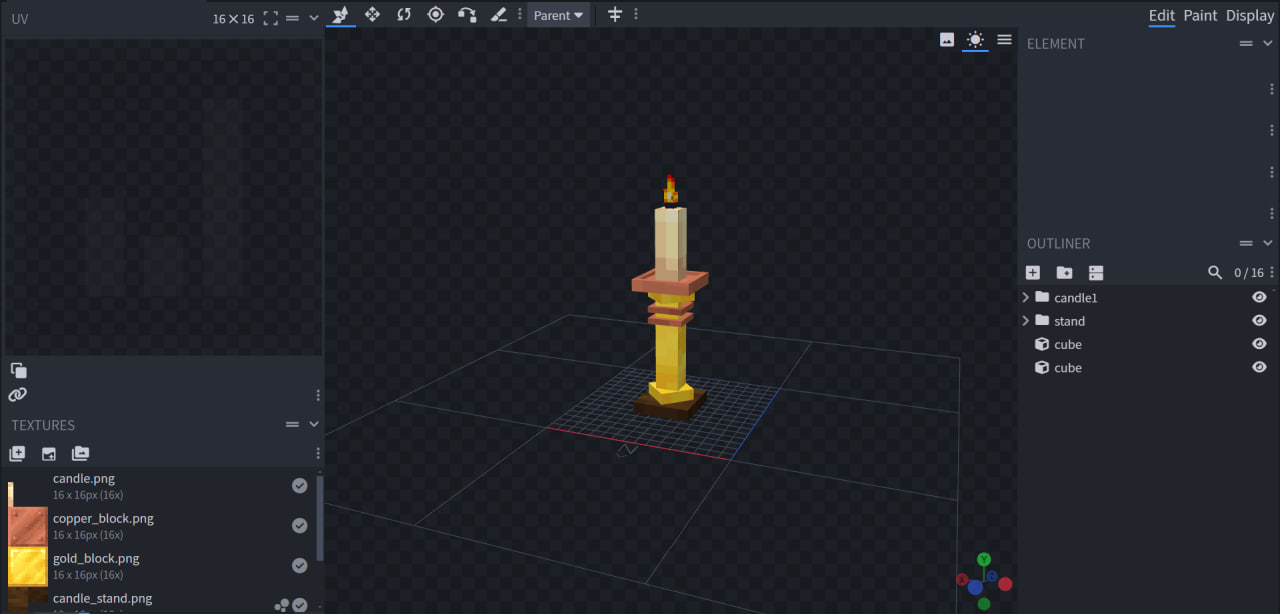 UV 16×16 Parent Edit Paint Display
ELEMENT
OUTLINER
0 / 16
candle1
stand
cube
cube
TEXTURES
candle.png
16 x 16px (16x)
copper_block.png
16 x 16px (16x)
gold_block.png
16 x 16px (16x)
candle_stand.png
Y
X
Z